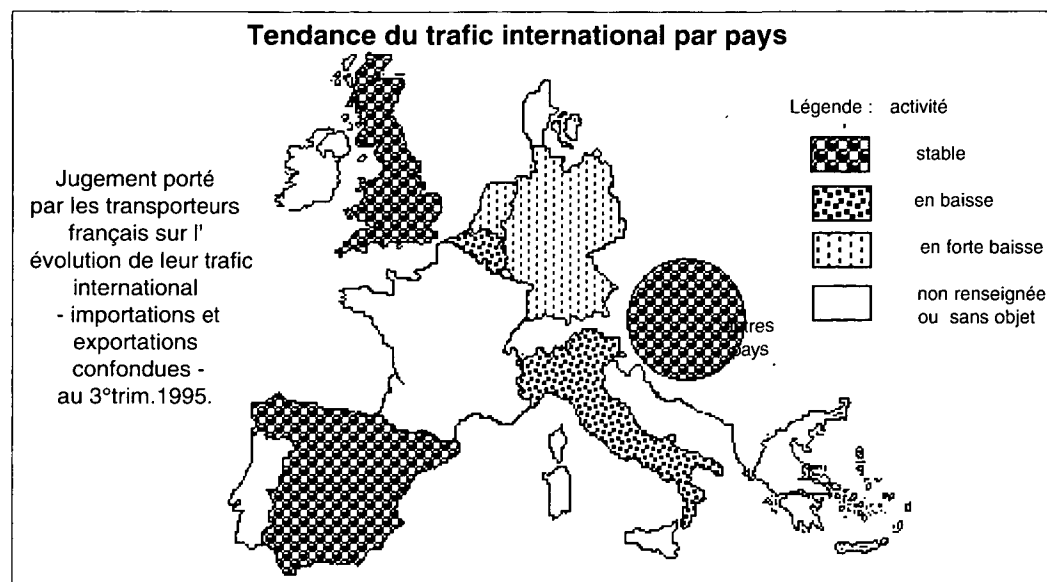 Tendance du trafic international par pays
Jugement porté
par les transporteurs
français sur l'
évolution de leur trafic
international
- importations et
exportations
confondues -
au 3°trim.1995.
Légende : activité
stable
en baisse
en forte baisse
non renseignée
ou sans objet
pays